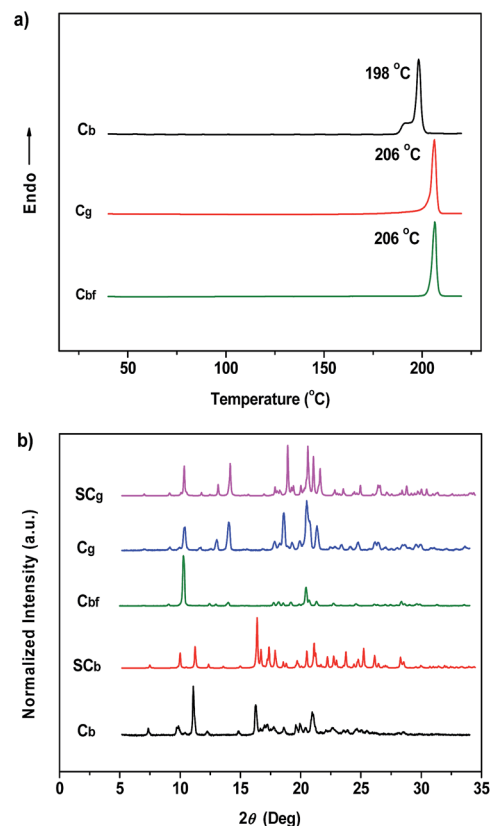 a)
198 °C
Cb
206 °C
Cg
206 °C
Cbf
Endo
50 100 150 200
Temperature (°C)
b)
SCg
Cg
Cbf
SCb
Cb
Normalized Intensity (a.u.)
0 5 10 15 20 25 30 35
2θ (Deg)